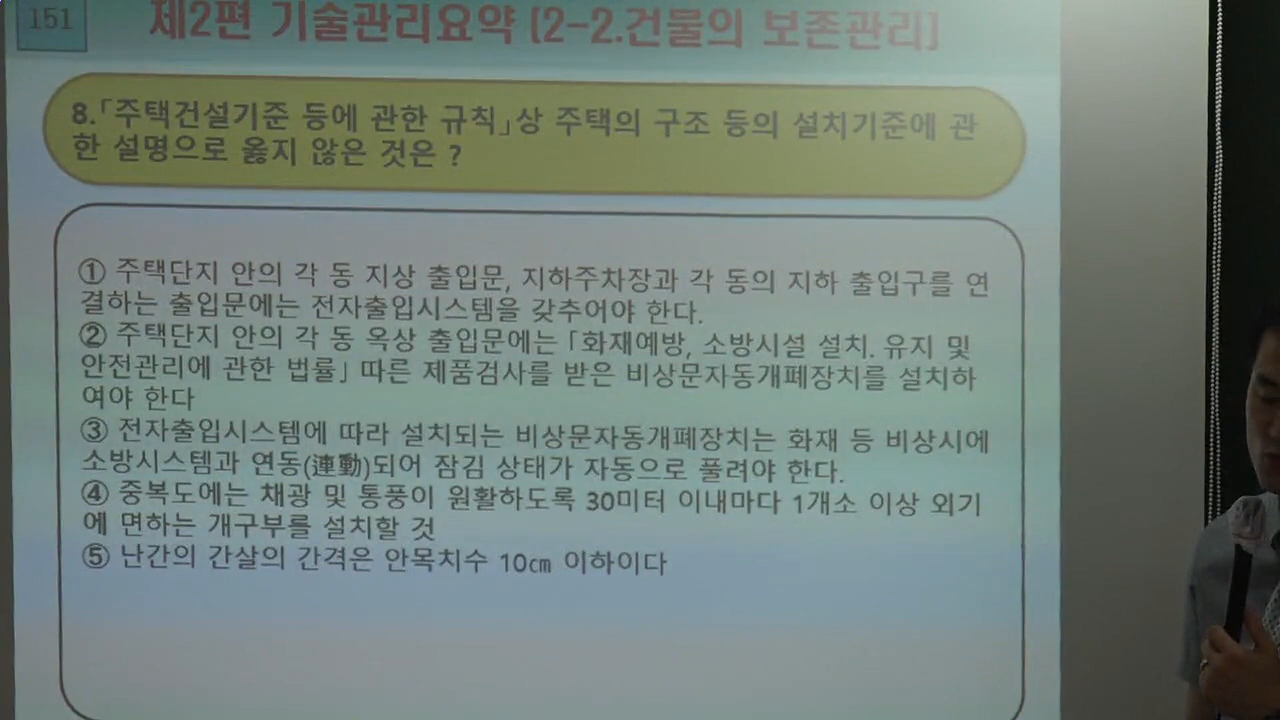 151
제2편 기술관리요약 [2-2.건물의 보존관리]
8.「주택건설기준 등에 관한 규칙」상 주택의 구조 등의 설치기준에 관
한 설명으로 옳지 않은 것은 ?
① 주택단지 안의 각 동 지상 출입문, 지하주차장과 각 동의 지하 출입구를 연
결하는 출입문에는 전자출입시스템을 갖추어야 한다.
② 주택단지 안의 각 동 옥상 출입문에는 「화재예방, 소방시설 설치. 유지 및
안전관리에 관한 법률」 따른 제품검사를 받은 비상문자동개폐장치를 설치하
여야 한다
③ 전자출입시스템에 따라 설치되는 비상문자동개폐장치는 화재 등 비상시에
소방시스템과 연동(連動)되어 잠김 상태가 자동으로 풀려야 한다.
④ 중복도에는 채광 및 통풍이 원활하도록 30미터 이내마다 1개소 이상 외기
에 면하는 개구부를 설치할 것
⑤ 난간의 간살의 간격은 안목치수 10㎝ 이하이다